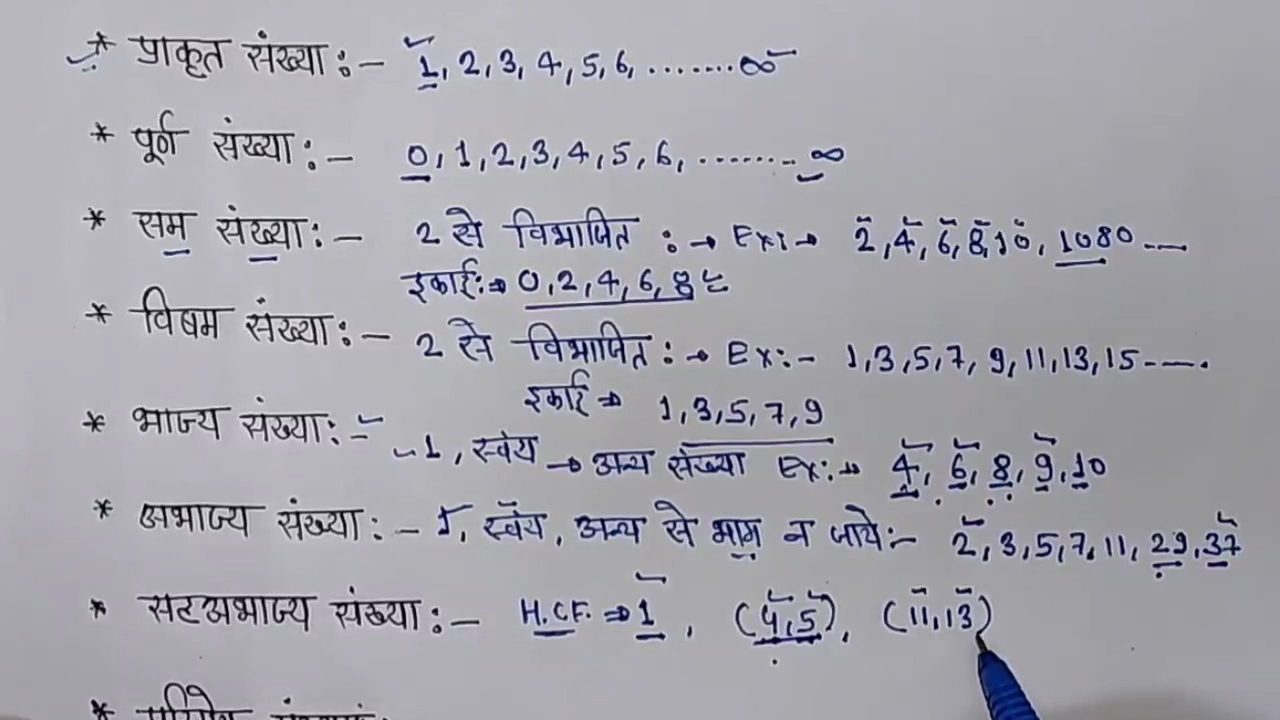 * प्राकृत संख्या :- 1, 2, 3, 4, 5, 6, ........∞
* पूर्ण संख्या :- 0, 1, 2, 3, 4, 5, 6, ........ ∞
* सम संख्या :- 2 से विभाजित :→ Ex:→ 2, 4, 6, 8, 10, 1080 ---
इकाई:→ 0, 2, 4, 6, 8 है
* विषम संख्या :- 2 से विभाजित :→ Ex:- 1, 3, 5, 7, 9, 11, 13, 15 ----.
इकाई → 1, 3, 5, 7, 9
* भाज्य संख्या :- 1, स्वंय → अन्य संख्या Ex:→ 4, 6, 8, 9, 10
* अभाज्य संख्या :- 1, स्वंय, अन्य से भाग न जाये:- 2, 3, 5, 7, 11, 29, 37
* सहअभाज्य संख्या :- H.C.F. ⇒ 1, (4, 5), (11, 13)